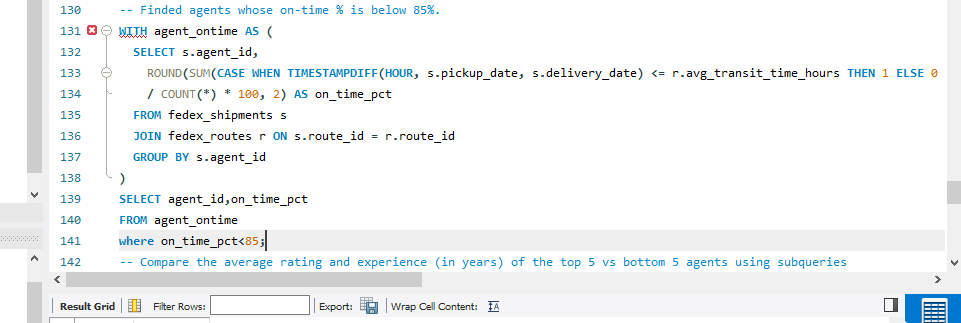 130 -- Finded agents whose on-time % is below 85%.
131 WITH agent_ontime AS (
132 SELECT s.agent_id,
133 ROUND(SUM(CASE WHEN TIMESTAMPDIFF(HOUR, s.pickup_date, s.delivery_date) <= r.avg_transit_time_hours THEN 1 ELSE 0
134 / COUNT(*) * 100, 2) AS on_time_pct
135 FROM fedex_shipments s
136 JOIN fedex_routes r ON s.route_id = r.route_id
137 GROUP BY s.agent_id
138 )
139 SELECT agent_id,on_time_pct
140 FROM agent_ontime
141 where on_time_pct<85;
142 -- Compare the average rating and experience (in years) of the top 5 vs bottom 5 agents using subqueries
Result Grid Filter Rows: Export: Wrap Cell Content: IA